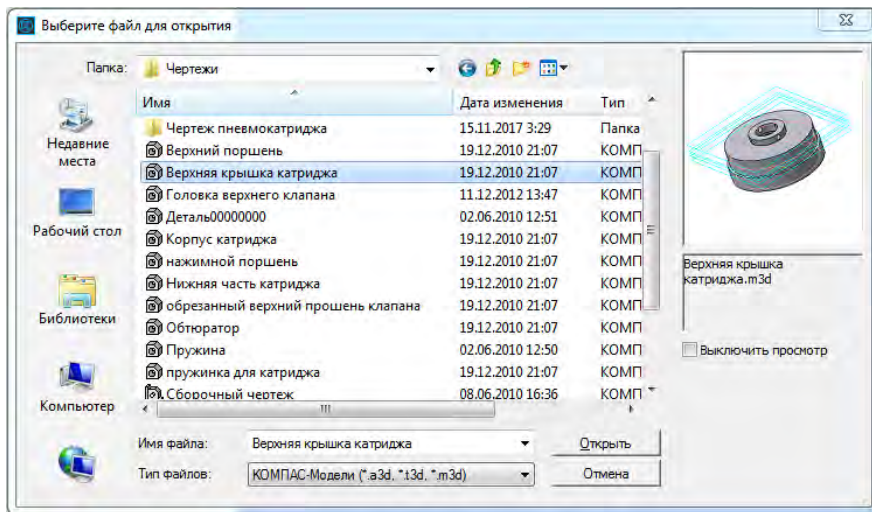 Выберите файл для открытия
Папка: Чертежи
Имя Дата изменения Тип
Чертеж пневмокатриджа 15.11.2017 3:29 Папка
Верхний поршень 19.12.2010 21:07 КОМП
Верхняя крышка катриджа 19.12.2010 21:07 КОМП
Головка верхнего клапана 11.12.2012 13:47 КОМП
Деталь00000000 02.06.2010 12:51 КОМП
Корпус катриджа 19.12.2010 21:07 КОМП
нажимной поршень 19.12.2010 21:07 КОМП
Нижняя часть катриджа 19.12.2010 21:07 КОМП
обрезанный верхний прошень клапана 19.12.2010 21:07 КОМП
Обтюратор 19.12.2010 21:07 КОМП
Пружина 02.06.2010 12:50 КОМП
пружинка для катриджа 19.12.2010 21:07 КОМП
Сборочный чертеж 08.06.2010 16:36 КОМП
Недавние
места
Рабочий стол
Библиотеки
Компьютер
Верхняя крышка
катриджа.m3d
Выключить просмотр
Имя файла: Верхняя крышка катриджа Открыть
Тип файлов: КОМПАС-Модели (*.a3d, *.t3d, *.m3d) Отмена